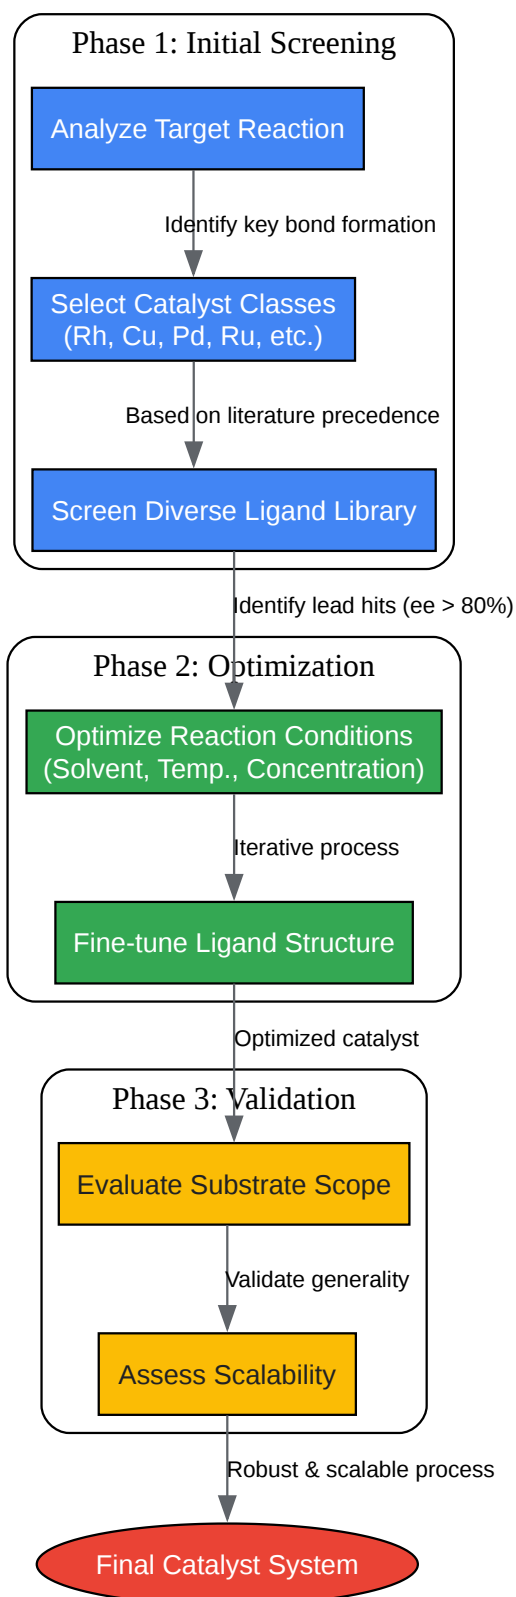 Phase 1: Initial Screening
Analyze Target Reaction
Identify key bond formation
Select Catalyst Classes
(Rh, Cu, Pd, Ru, etc.)
Based on literature precedence
Screen Diverse Ligand Library
Identify lead hits (ee > 80%)
Phase 2: Optimization
Optimize Reaction Conditions
(Solvent, Temp., Concentration)
Iterative process
Fine-tune Ligand Structure
Optimized catalyst
Phase 3: Validation
Evaluate Substrate Scope
Validate generality
Assess Scalability
Robust & scalable process
Final Catalyst System